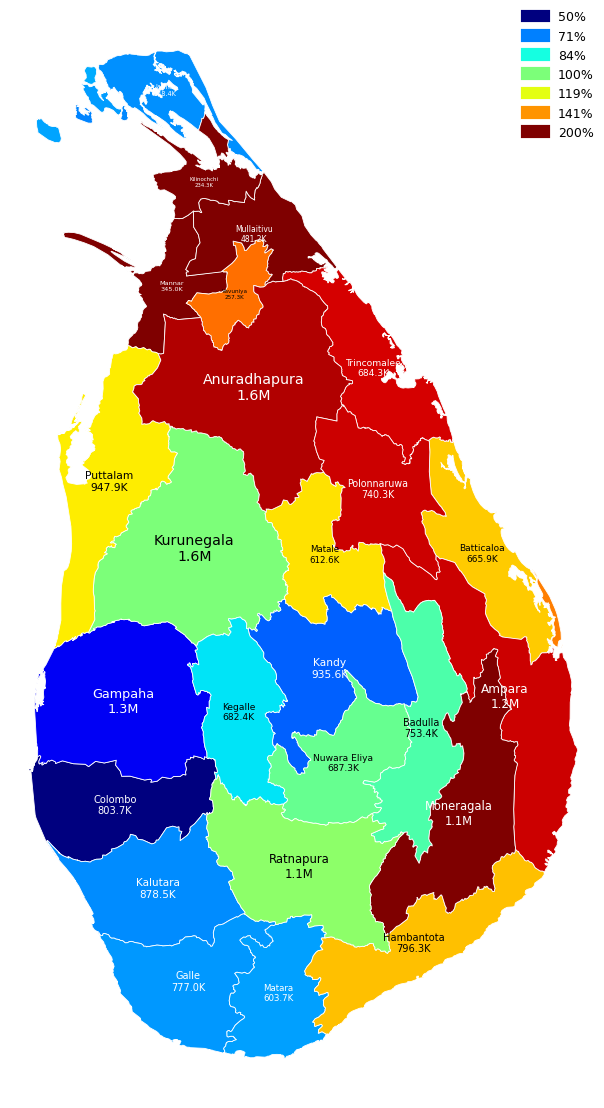 50%
71%
84%
100%
119%
141%
200%
Kilinochchi
234.3K
Mullaitivu
481.2K
Mannar
345.0K
Vavuniya
257.3K
Trincomalee
684.3K
Anuradhapura
1.6M
Puttalam
947.9K
Polonnaruwa
740.3K
Kurunegala
1.6M
Matale
612.6K
Batticaloa
665.9K
Kandy
935.6K
Gampaha
1.3M
Kegalle
682.4K
Ampara
1.2M
Badulla
753.4K
Nuwara Eliya
687.3K
Colombo
803.7K
Moneragala
1.1M
Ratnapura
1.1M
Kalutara
878.5K
Hambantota
796.3K
Galle
777.0K
Matara
603.7K